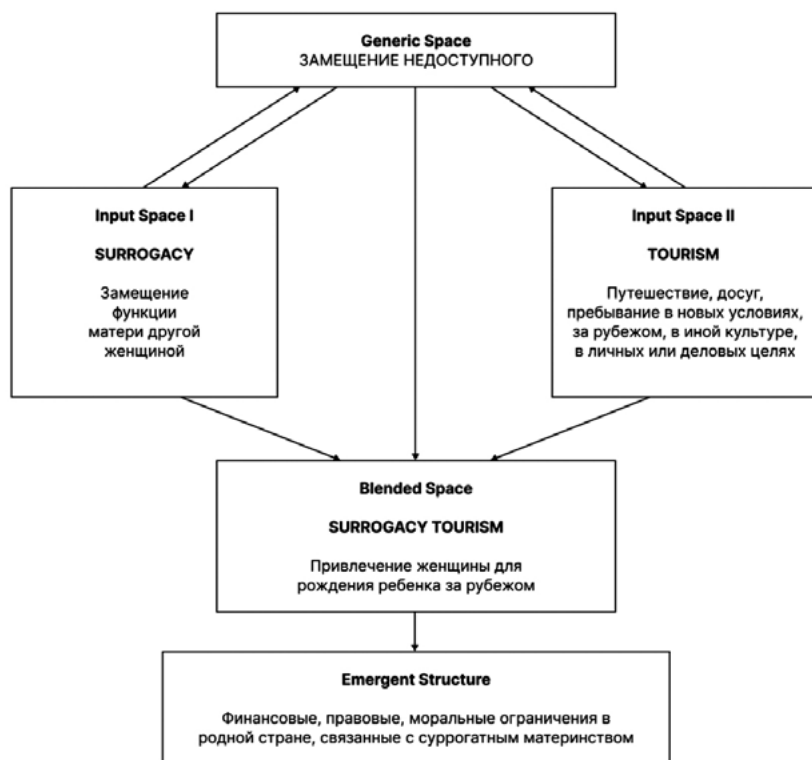 Generic Space
ЗАМЕЩЕНИЕ НЕДОСТУПНОГО
Input Space I
SURROGACY
Замещение
функции
матери другой
женщиной
Input Space II
TOURISM
Путешествие, досуг,
пребывание в новых условиях,
за рубежом, в иной культуре,
в личных или деловых целях
Blended Space
SURROGACY TOURISM
Привлечение женщины для
рождения ребенка за рубежом
Emergent Structure
Финансовые, правовые, моральные ограничения в
родной стране, связанные с суррогатным материнством